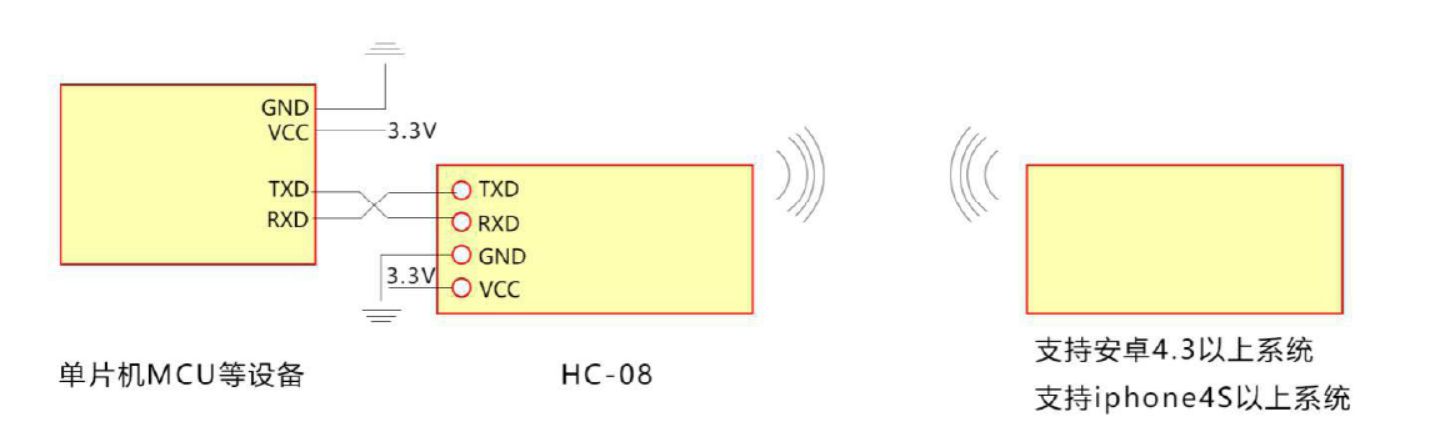 GND
VCC
3.3V
TXD
RXD
TXD
RXD
GND
3.3V
VCC
单片机MCU等设备
HC-08
支持安卓4.3以上系统
支持iphone4S以上系统